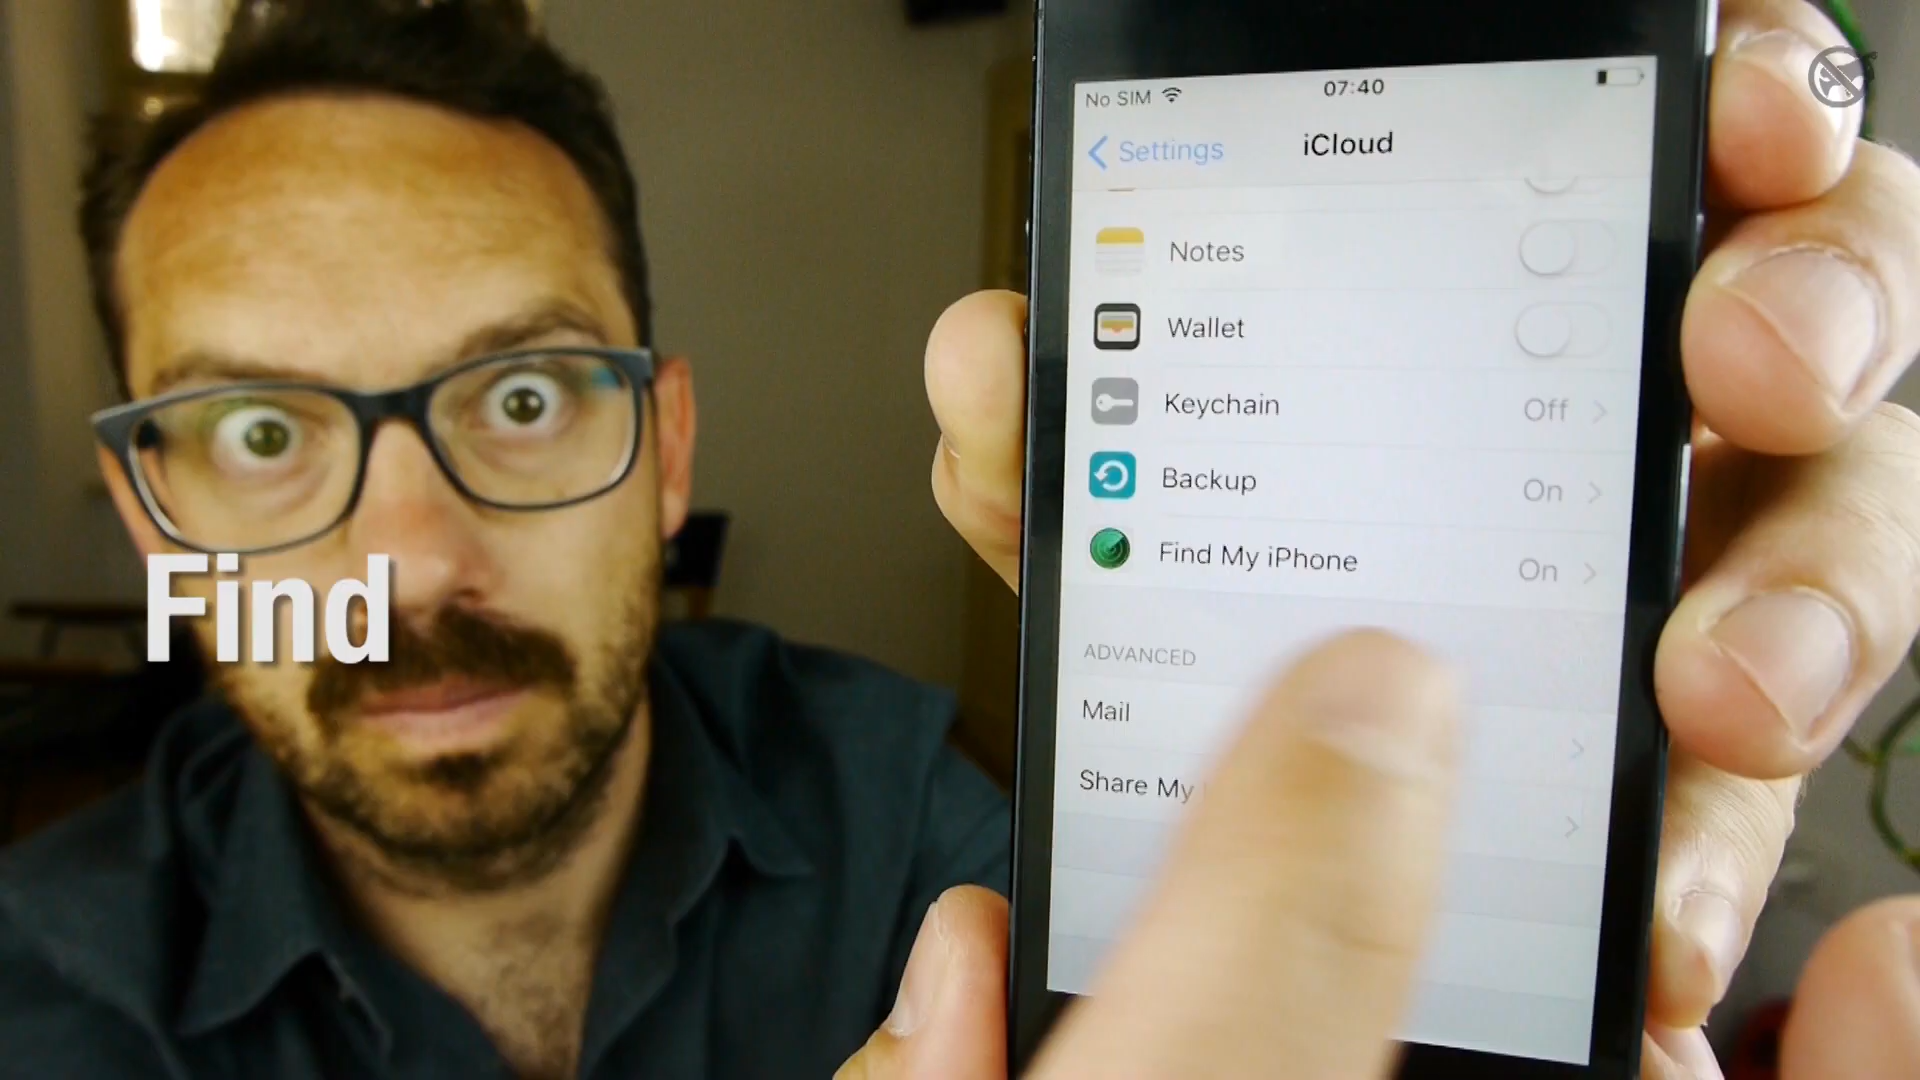 No SIM 07:40
Settings iCloud
Notes
Wallet
Keychain Off
Backup On
Find My iPhone On
ADVANCED
Mail
Share My
Find